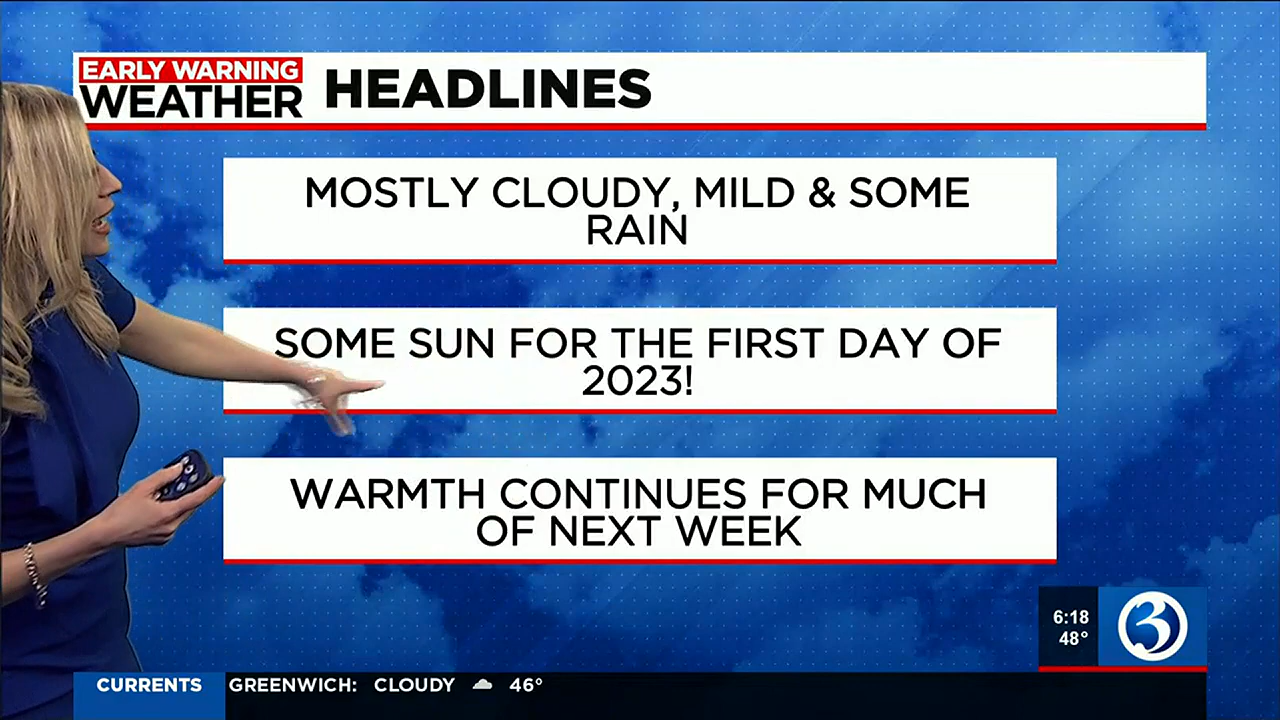 EARLY WARNING
WEATHER
HEADLINES
MOSTLY CLOUDY, MILD & SOME
RAIN
SOME SUN FOR THE FIRST DAY OF
2023!
WARMTH CONTINUES FOR MUCH
OF NEXT WEEK
6:18
48°
3
CURRENTS
GREENWICH: CLOUDY 46°